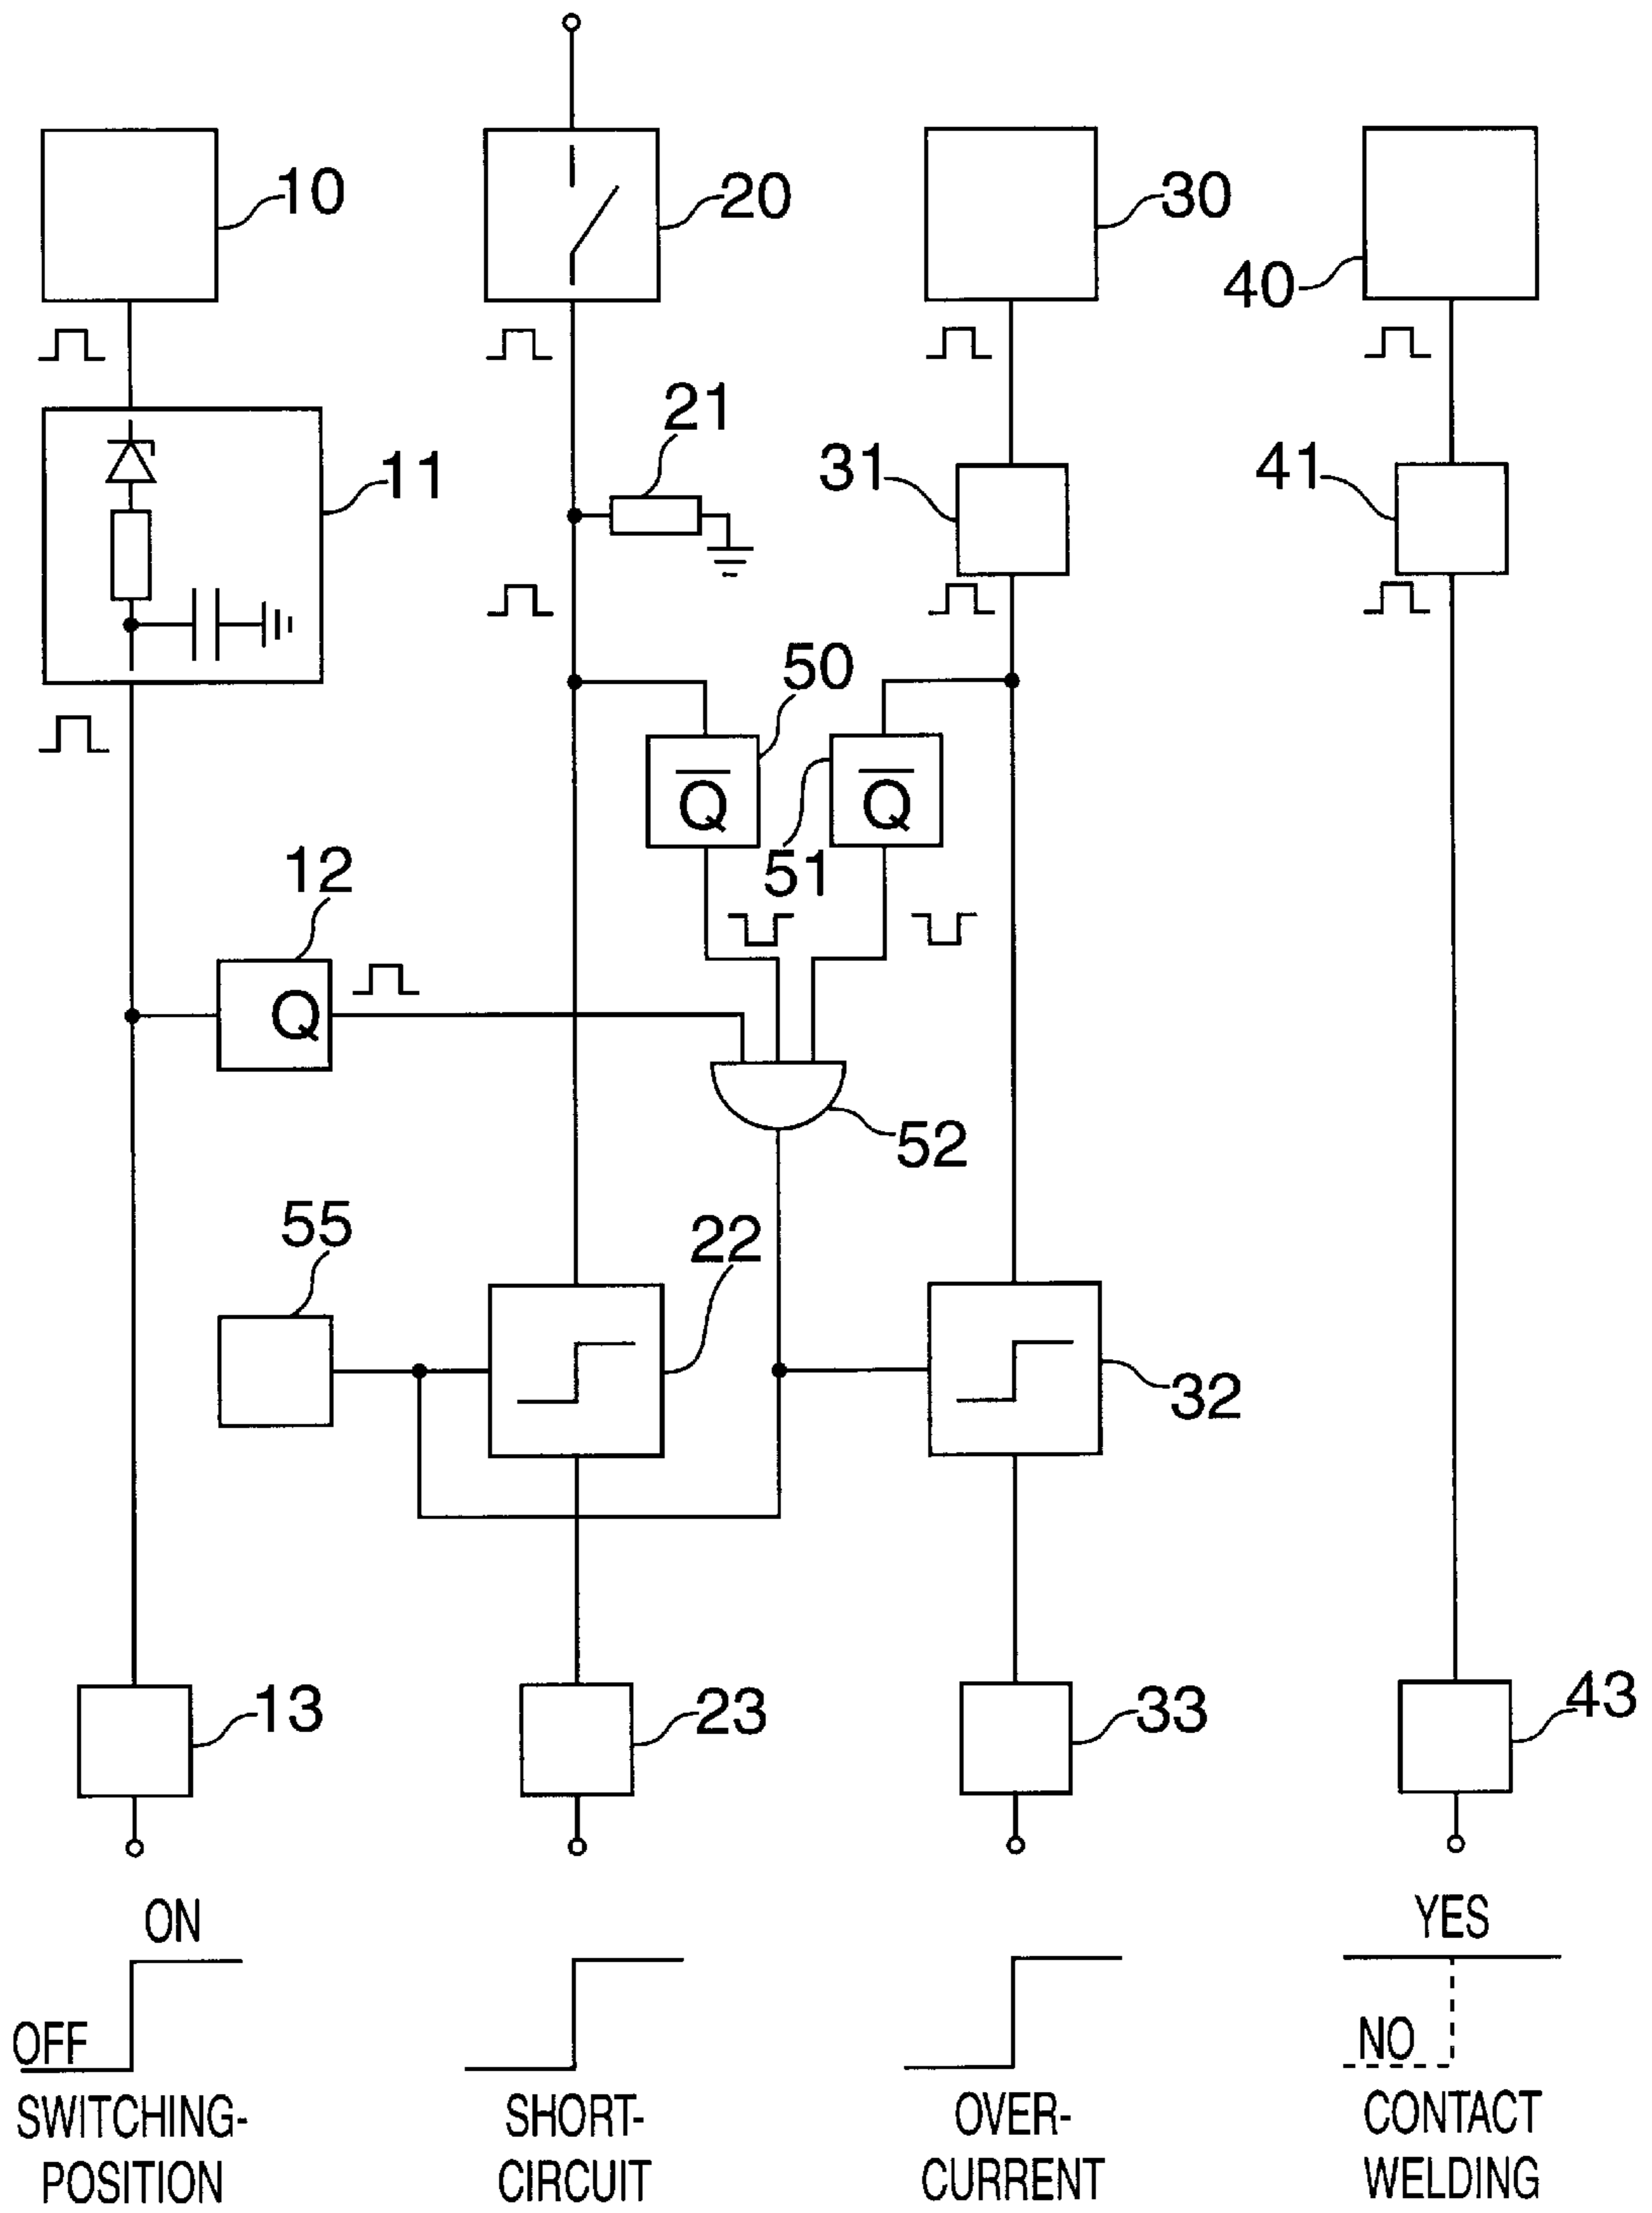 10
20
30
40
21
11
31
41
50
Q
Q
51
12
Q
52
55
22
32
13
23
33
43
ON
YES
OFF
NO
SWITCHING-
POSITION
SHORT-
CIRCUIT
OVER-
CURRENT
CONTACT
WELDING